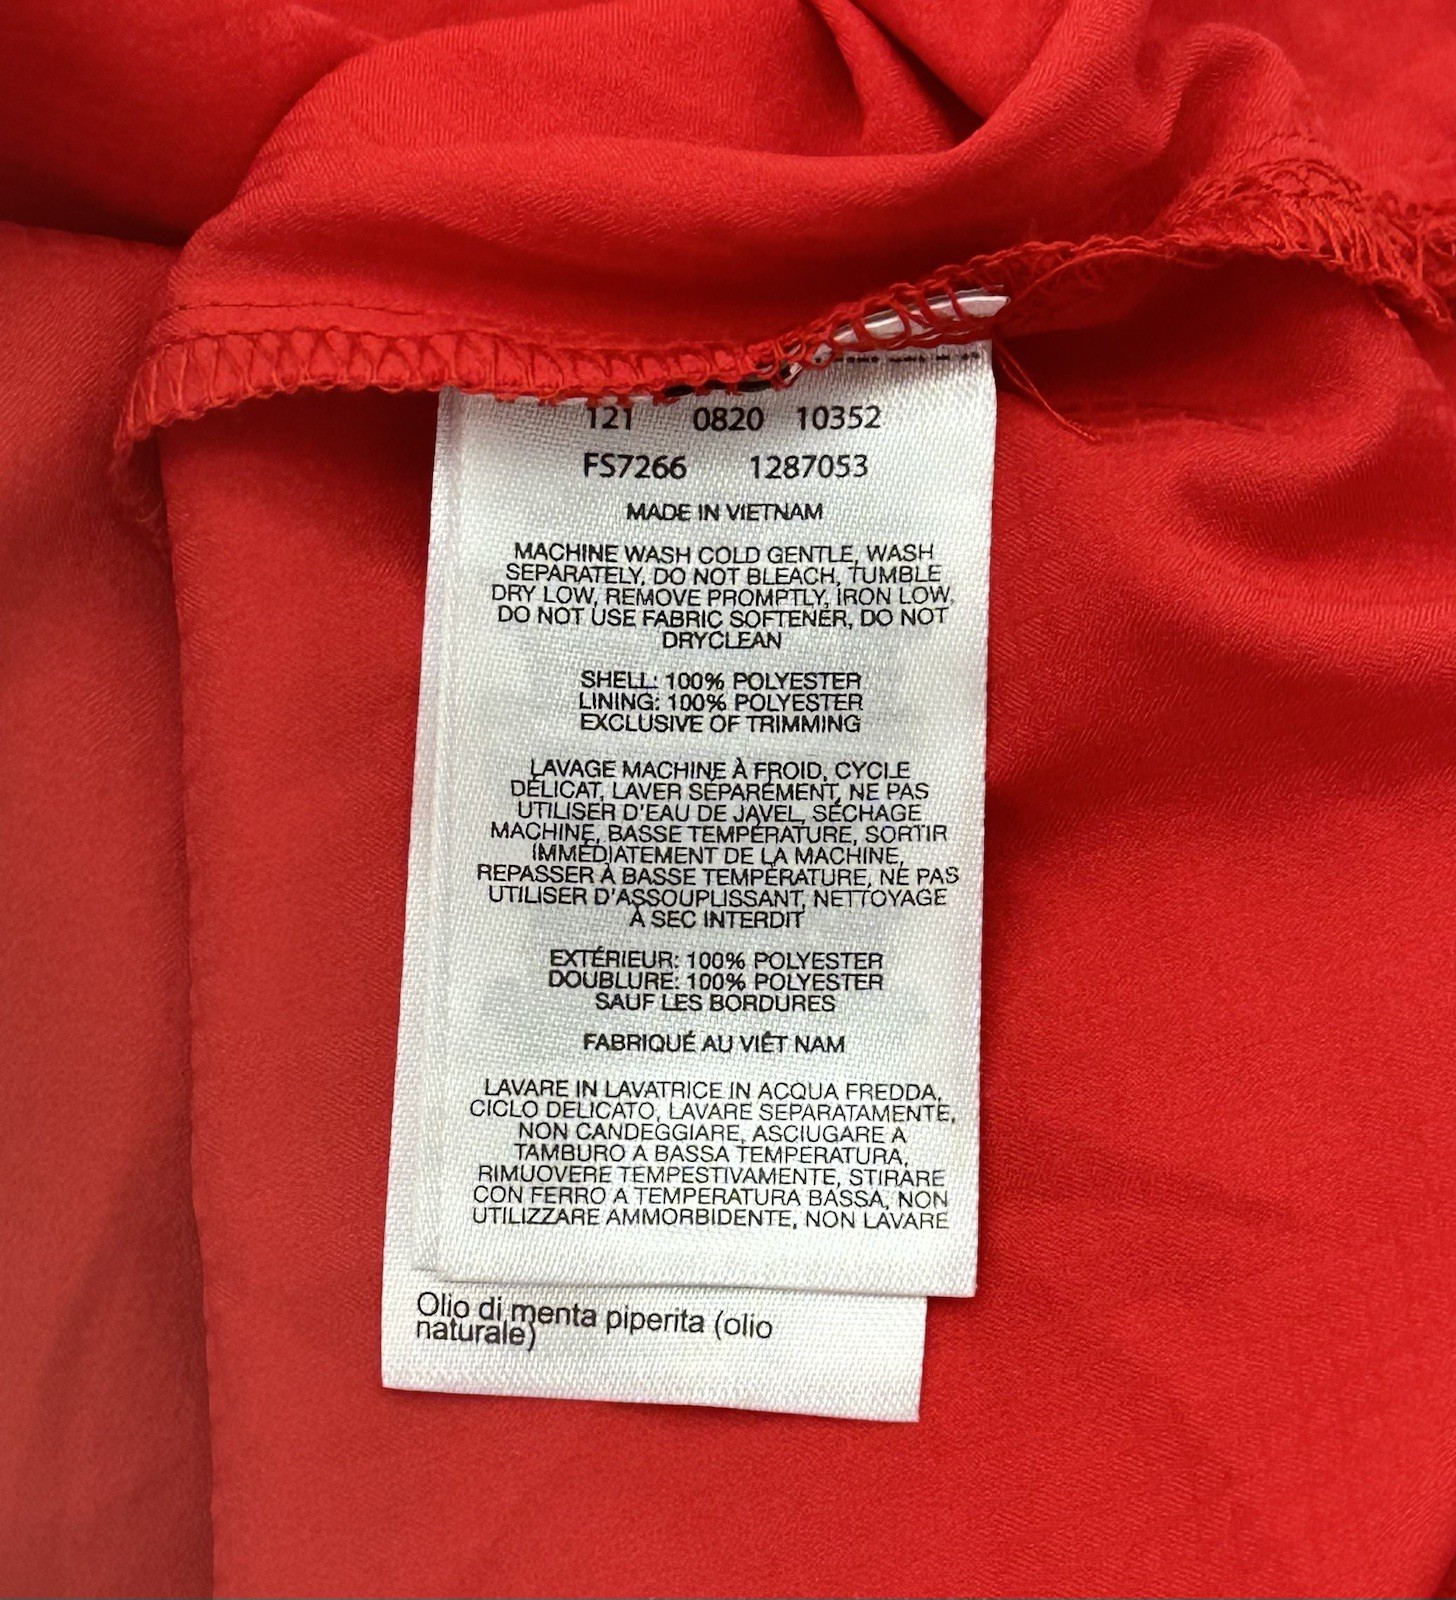 121 0820 10352
FS7266 1287053
MADE IN VIETNAM
MACHINE WASH COLD GENTLE, WASH
SEPARATELY, DO NOT BLEACH, TUMBLE
DRY LOW, REMOVE PROMPTLY, IRON LOW,
DO NOT USE FABRIC SOFTENER, DO NOT
DRYCLEAN
SHELL: 100% POLYESTER
LINING: 100% POLYESTER
EXCLUSIVE OF TRIMMING
LAVAGE MACHINE À FROID, CYCLE
DÉLICAT, LAVER SÉPARÉMENT, NE PAS
UTILISER D'EAU DE JAVEL, SÉCHAGE
MACHINE, BASSE TEMPÉRATURE, SORTIR
IMMÉDIATEMENT DE LA MACHINE,
REPASSER À BASSE TEMPÉRATURE, NE PAS
UTILISER D'ASSOUPLISSANT, NETTOYAGE
À SEC INTERDIT
EXTÉRIEUR: 100% POLYESTER
DOUBLURE: 100% POLYESTER
SAUF LES BORDURES
FABRIQUÉ AU VIÊT NAM
LAVARE IN LAVATRICE IN ACQUA FREDDA,
CICLO DELICATO, LAVARE SEPARATAMENTE,
NON CANDEGGIARE, ASCIUGARE A
TAMBURO A BASSA TEMPERATURA,
RIMUOVERE TEMPESTIVAMENTE, STIRARE
CON FERRO A TEMPERATURA BASSA, NON
UTILIZZARE AMMORBIDENTE, NON LAVARE
Olio di menta piperita (olio
naturale)